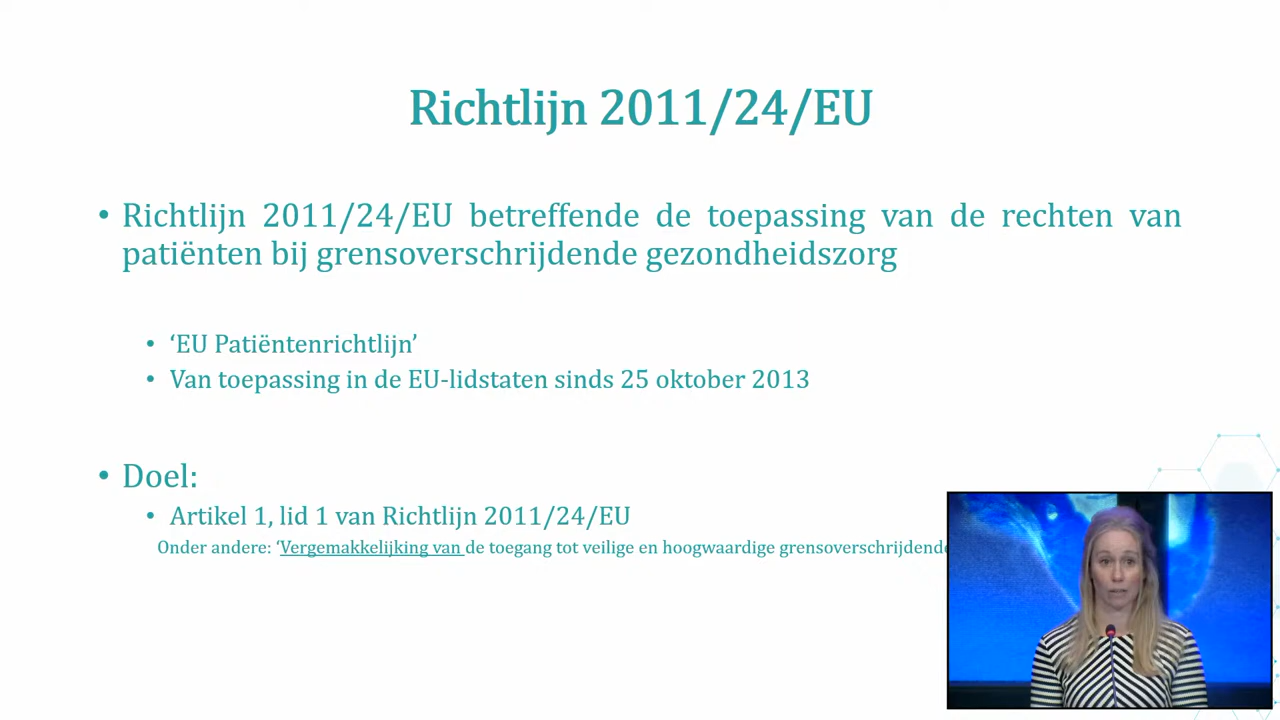 Richtlijn 2011/24/EU
• Richtlijn 2011/24/EU betreffende de toepassing van de rechten van
patiënten bij grensoverschrijdende gezondheidszorg
• ‘EU Patiëntenrichtlijn’
• Van toepassing in de EU-lidstaten sinds 25 oktober 2013
• Doel:
• Artikel 1, lid 1 van Richtlijn 2011/24/EU
Onder andere: ‘Vergemakkelijking van de toegang tot veilige en hoogwaardige